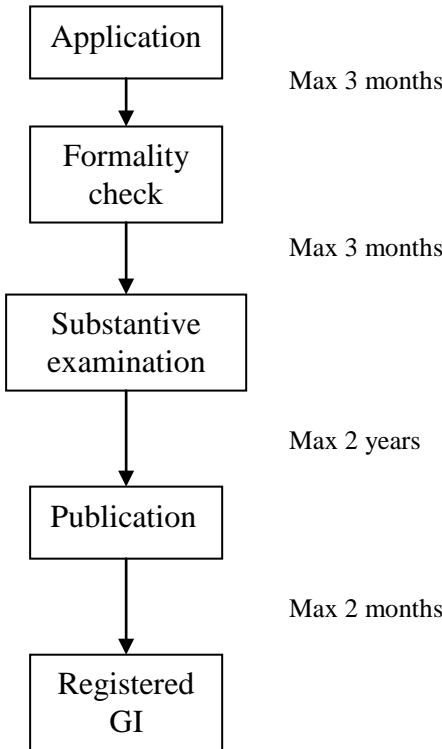 Application
Max 3 months
Formality
check
Max 3 months
Substantive
examination
Max 2 years
Publication
Max 2 months
Registered
GI